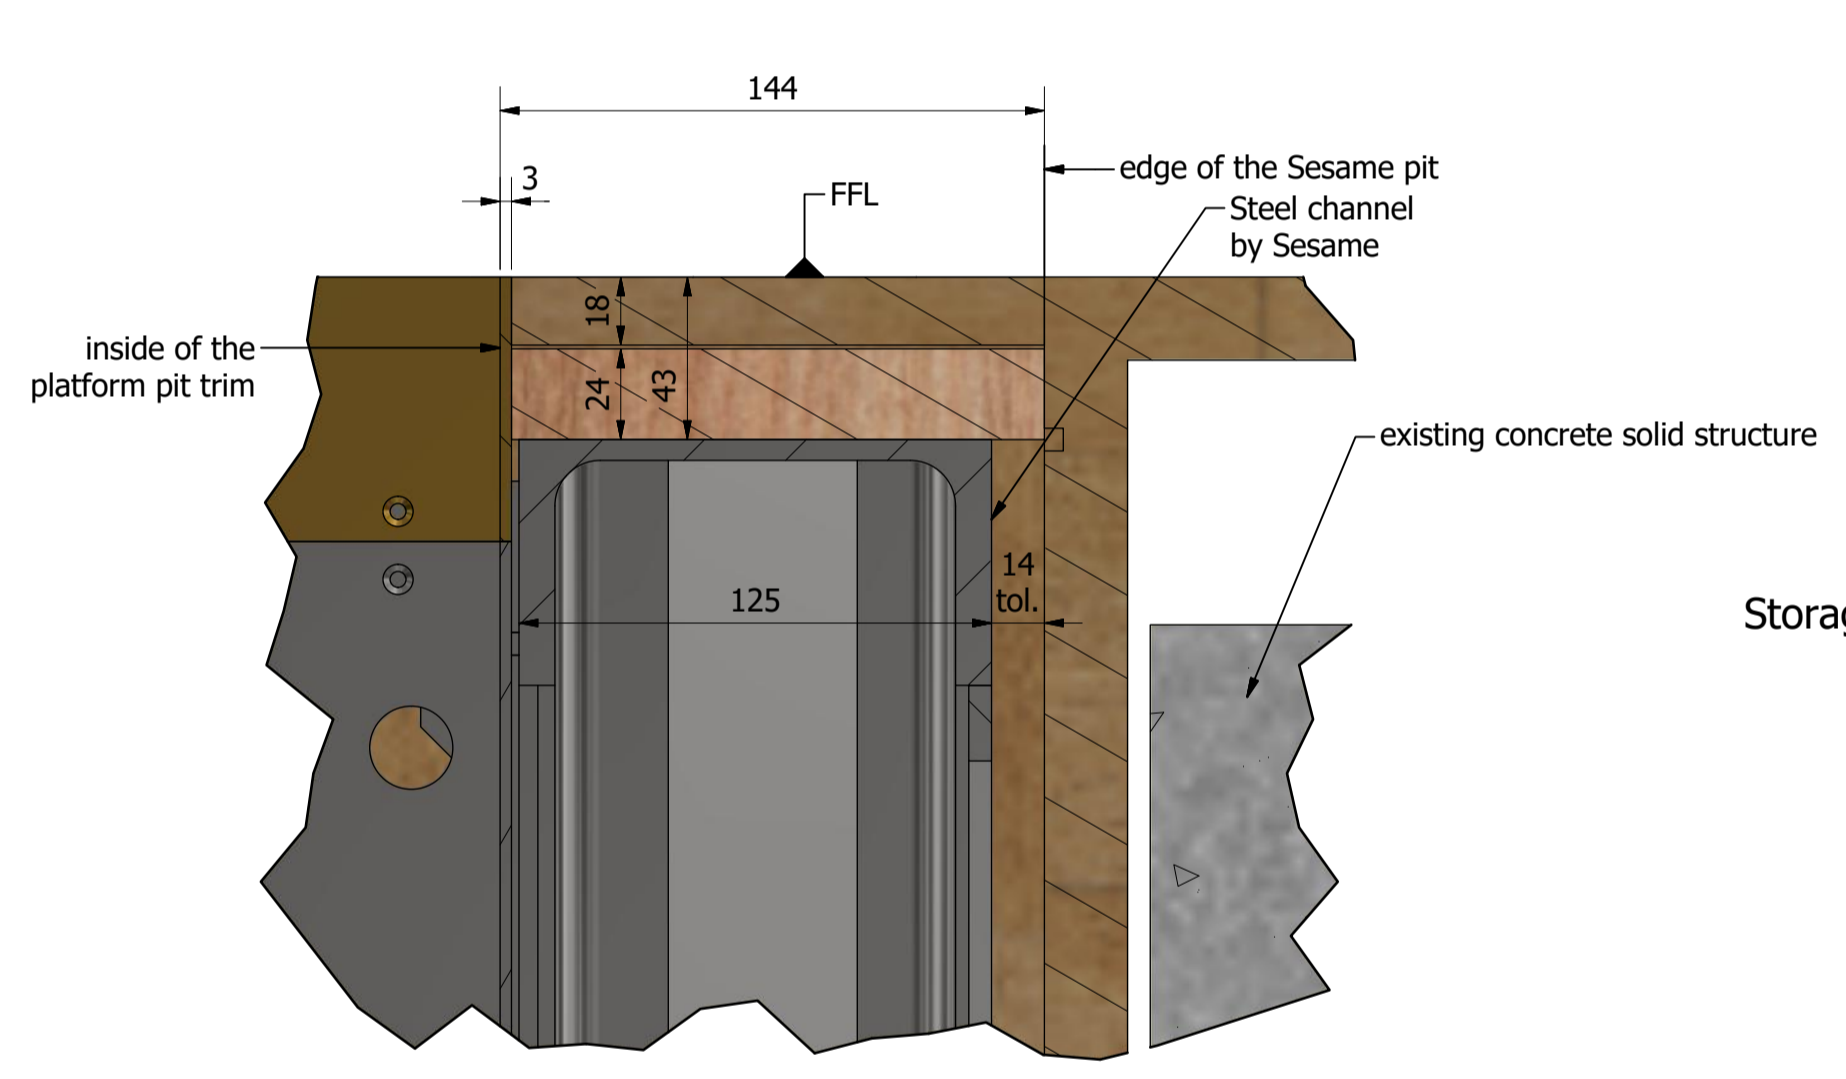 144
3
FFL
edge of the Sesame pit
Steel channel
by Sesame
18
inside of the
platform pit trim
24
43
existing concrete solid structure
14
tol.
125